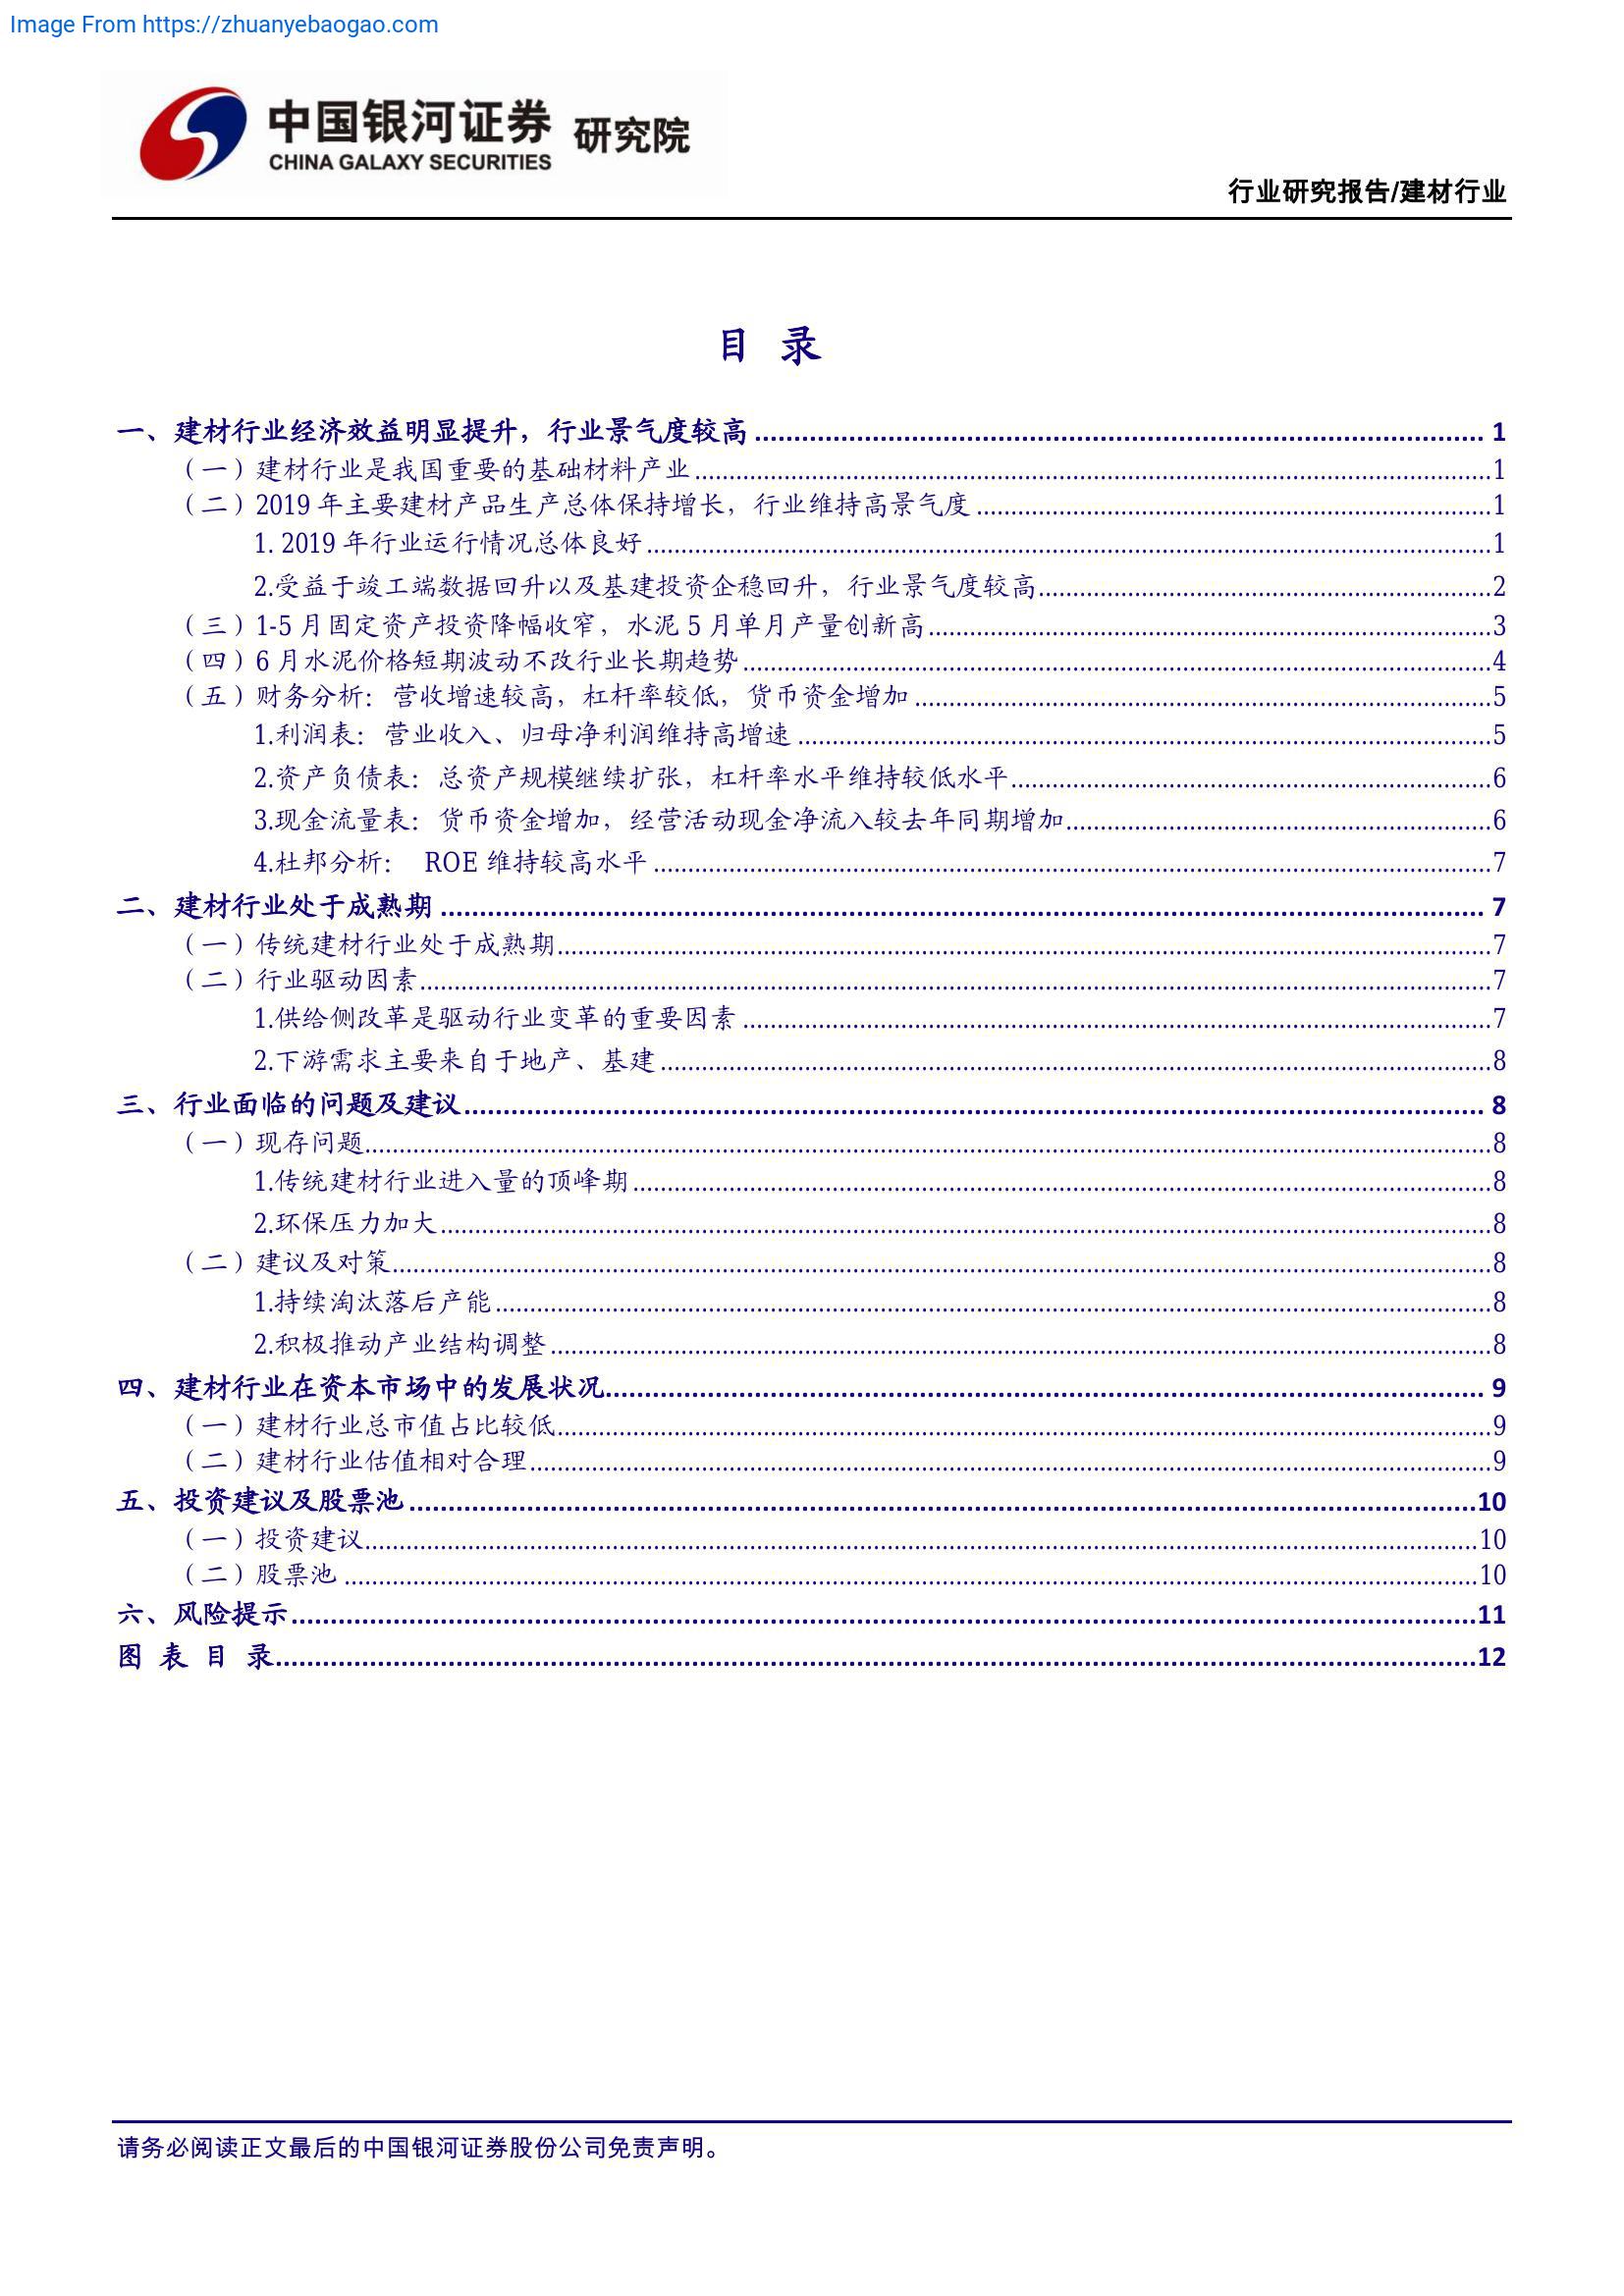 Image From https://zhuanyebaogao.com
中国银河证券 研究院
CHINA GALAXY SECURITIES
行业研究报告/建材行业
目 录
一、建材行业经济效益明显提升，行业景气度较高 1
（一）建材行业是我国重要的基础材料产业 1
（二）2019 年主要建材产品生产总体保持增长，行业维持高景气度 1
1. 2019 年行业运行情况总体良好 1
2.受益于竣工端数据回升以及基建投资企稳回升，行业景气度较高 2
（三）1-5 月固定资产投资降幅收窄，水泥 5 月单月产量创新高 3
（四）6 月水泥价格短期波动不改行业长期趋势 4
（五）财务分析：营收增速较高，杠杆率较低，货币资金增加 5
1.利润表：营业收入、归母净利润维持高增速 5
2.资产负债表：总资产规模继续扩张，杠杆率水平维持较低水平 6
3.现金流量表：货币资金增加，经营活动现金净流入较去年同期增加 6
4.杜邦分析： ROE 维持较高水平 7
二、建材行业处于成熟期 7
（一）传统建材行业处于成熟期 7
（二）行业驱动因素 7
1.供给侧改革是驱动行业变革的重要因素 7
2.下游需求主要来自于地产、基建 8
三、行业面临的问题及建议 8
（一）现存问题 8
1.传统建材行业进入量的顶峰期 8
2.环保压力加大 8
（二）建议及对策 8
1.持续淘汰落后产能 8
2.积极推动产业结构调整 8
四、建材行业在资本市场中的发展状况 9
（一）建材行业总市值占比较低 9
（二）建材行业估值相对合理 9
五、投资建议及股票池 10
（一）投资建议 10
（二）股票池 10
六、风险提示 11
图 表 目 录 12
请务必阅读正文最后的中国银河证券股份公司免责声明。